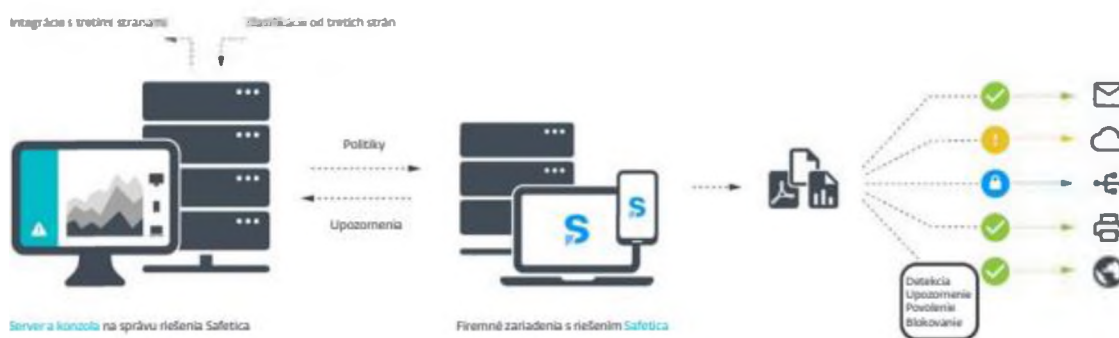 Integrácie s tretími stranami
od tretích strán
Politiky
Upozornenia
S
S
Server a konzola na správu riešenia Safetica
Firemné zariadenia s riešením Safetica
Detekcia
Upozornenie
Povolenie
Blokovanie